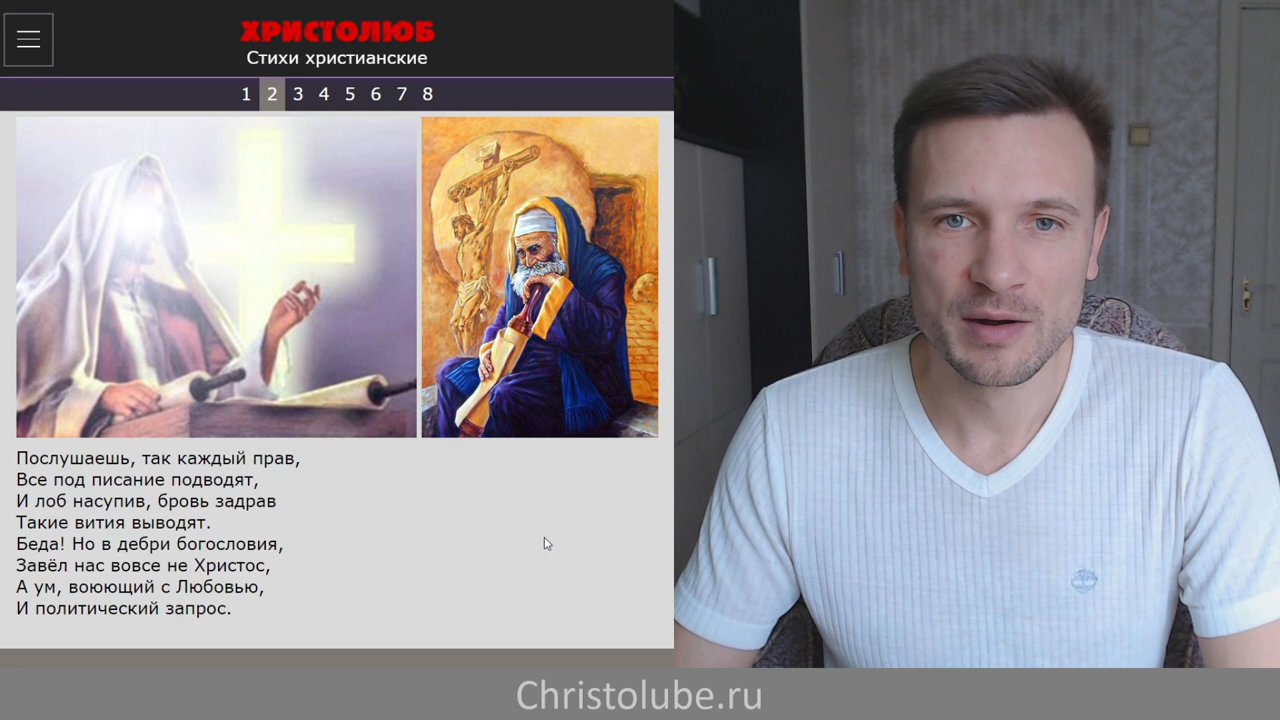 ХРИСТОЛЮБ
Стихи христианские
1 2 3 4 5 6 7 8
Послушаешь, так каждый прав,
Все под писание подводят,
И лоб насупив, бровь задрав
Такие вития выводят.
Беда! Но в дебри богословия,
Завёл нас вовсе не Христос,
А ум, воюющий с Любовью,
И политический запрос.
Christolube.ru